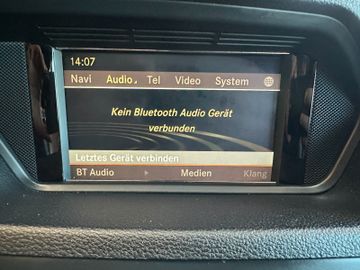 14:07
Navi Audio Tel Video System
Kein Bluetooth Audio Gerät
verbunden
Letztes Gerät verbinden
BT Audio Medien Klang